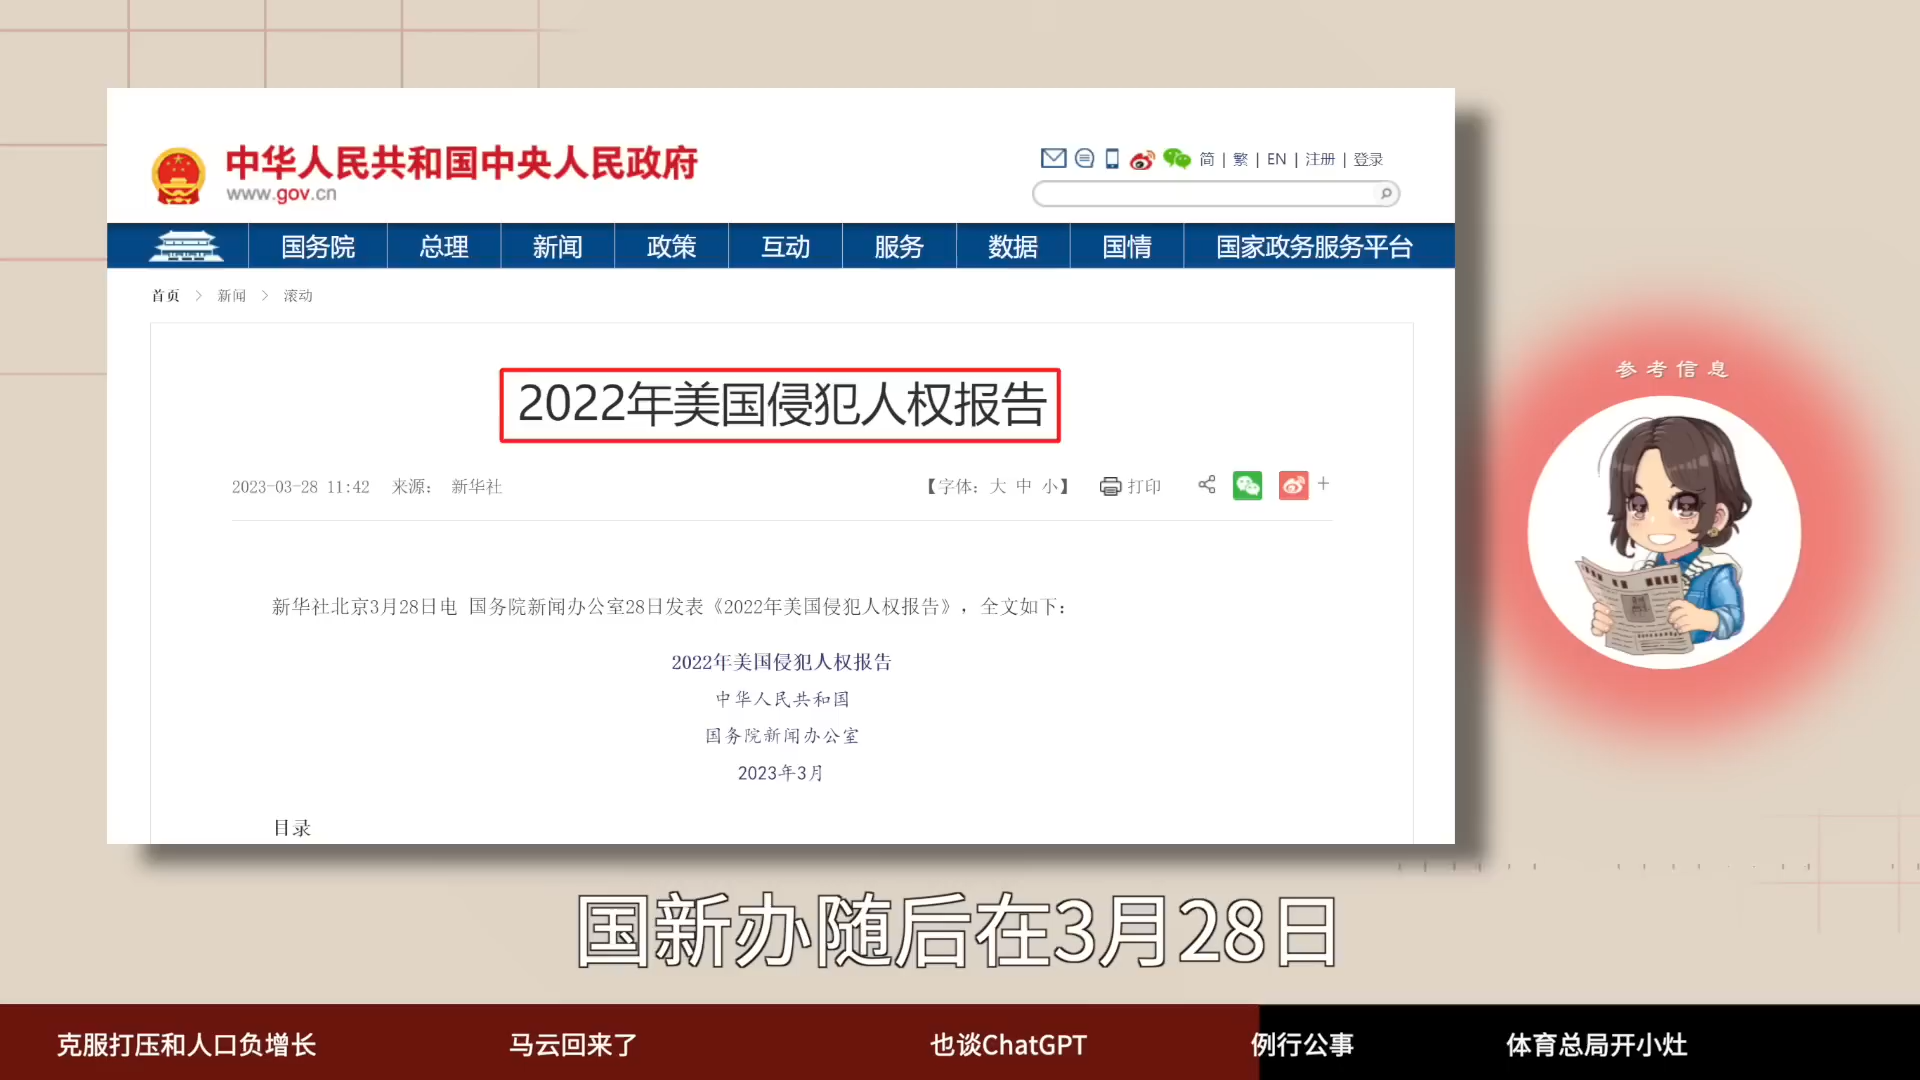 中华人民共和国中央人民政府
www.gov.cn
简 | 繁 | EN | 注册 | 登录
国务院 总理 新闻 政策 互动 服务 数据 国情 国家政务服务平台
首页 > 新闻 > 滚动
2022年美国侵犯人权报告
2023-03-28 11:42 来源： 新华社 【字体：大 中 小】 打印
新华社北京3月28日电 国务院新闻办公室28日发表《2022年美国侵犯人权报告》，全文如下：
2022年美国侵犯人权报告
中华人民共和国
国务院新闻办公室
2023年3月
目录
参考信息
国新办随后在3月28日
克服打压和人口负增长 马云回来了 也谈ChatGPT 例行公事 体育总局开小灶